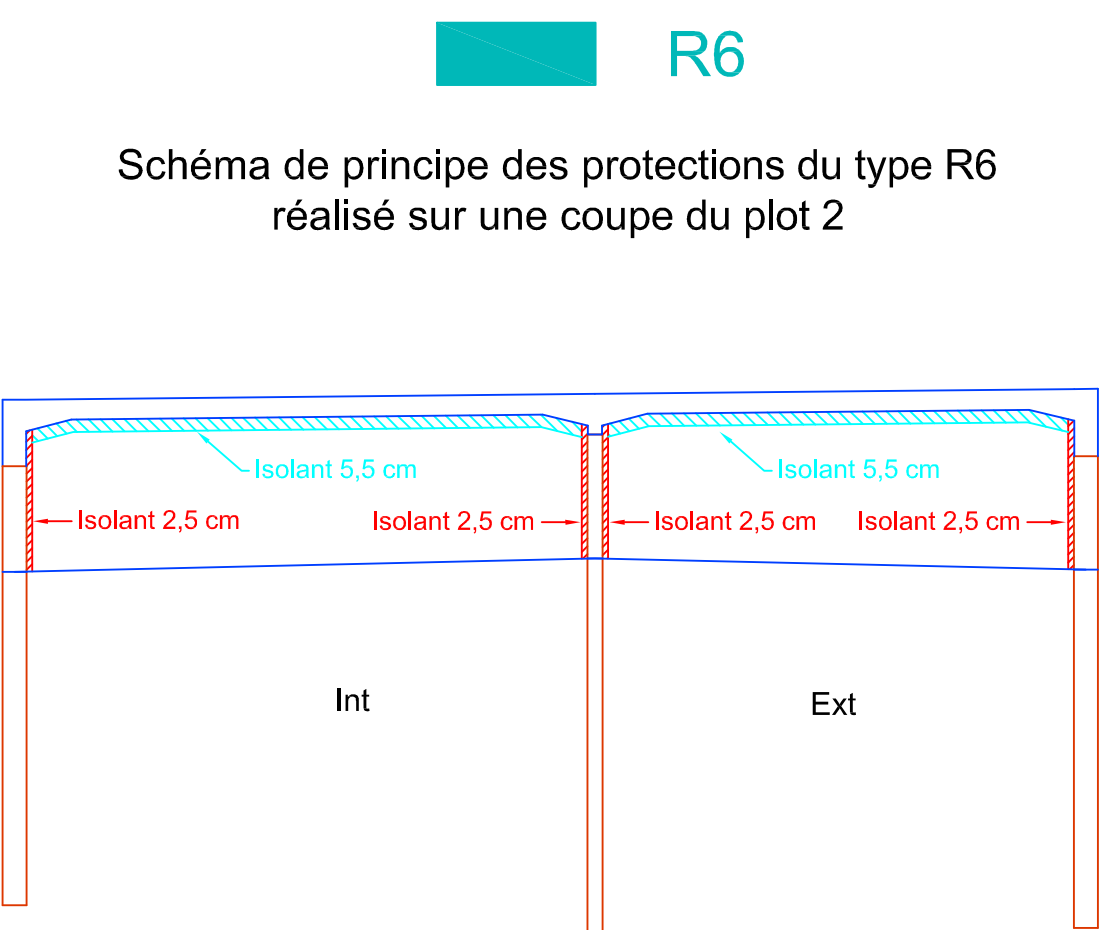 R6
Schéma de principe des protections du type R6
réalisé sur une coupe du plot 2
Isolant 5,5 cm
Isolant 5,5 cm
Isolant 2,5 cm
Isolant 2,5 cm
Isolant 2,5 cm
Isolant 2,5 cm
Int
Ext